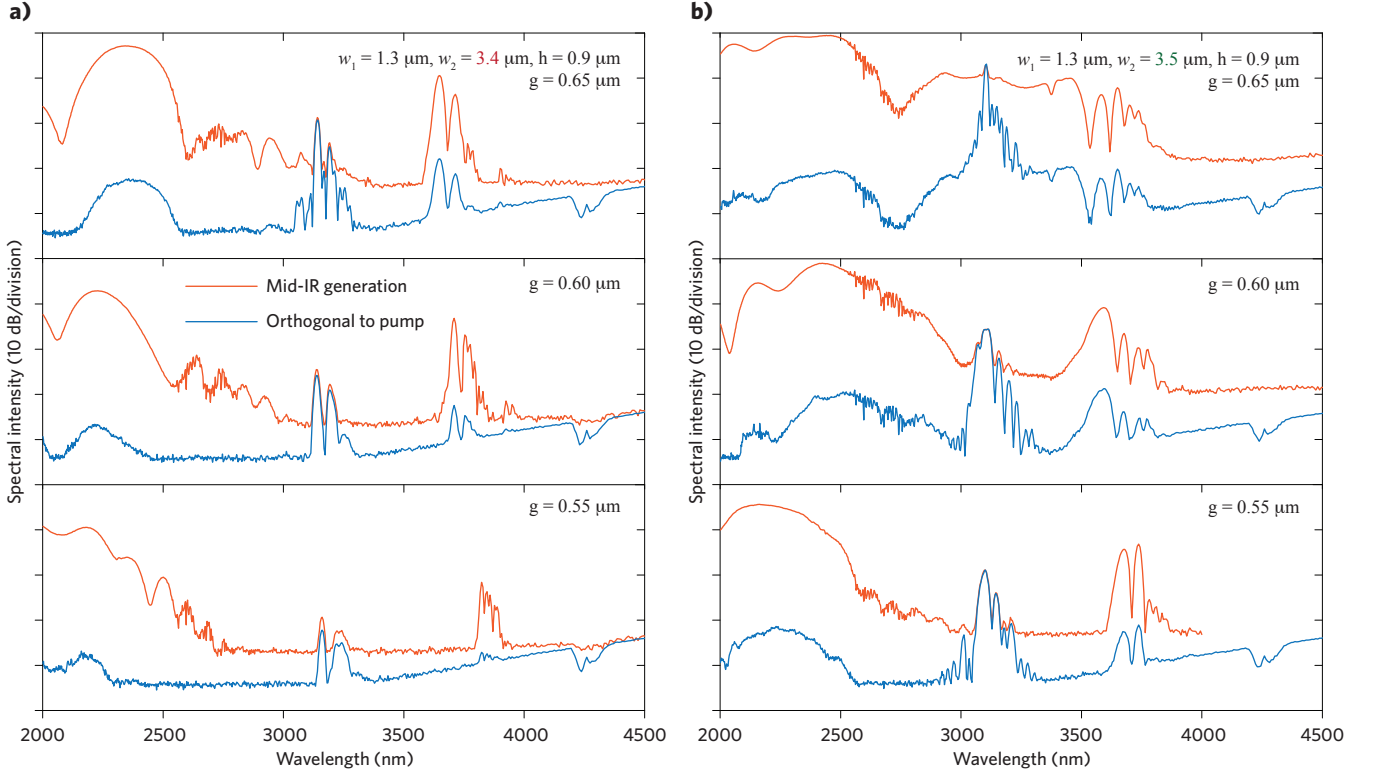 a)
w₁ = 1.3 μm, w₂ = 3.4 μm, h = 0.9 μm
g = 0.65 μm
g = 0.60 μm
Mid-IR generation
Orthogonal to pump
g = 0.55 μm
Spectral intensity (10 dB/division)
2000 2500 3000 3500 4000 4500
Wavelength (nm)
b)
w₁ = 1.3 μm, w₂ = 3.5 μm, h = 0.9 μm
g = 0.65 μm
g = 0.60 μm
g = 0.55 μm
Spectral intensity (10 dB/division)
2000 2500 3000 3500 4000 4500
Wavelength (nm)